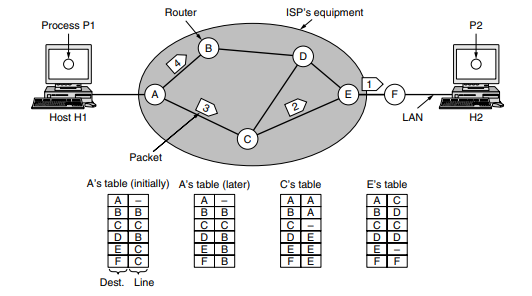 Router
ISP's equipment
Process P1
P2
B
D
4
A
3
2
E
1
F
C
Host H1
LAN
H2
Packet
A's table (initially) A's table (later) C's table E's table
A – A – A A A C
B B B B B A B D
C C C C C – C C
D B D B D E D D
E C E B E E E –
F C F B F E F F
Dest. Line